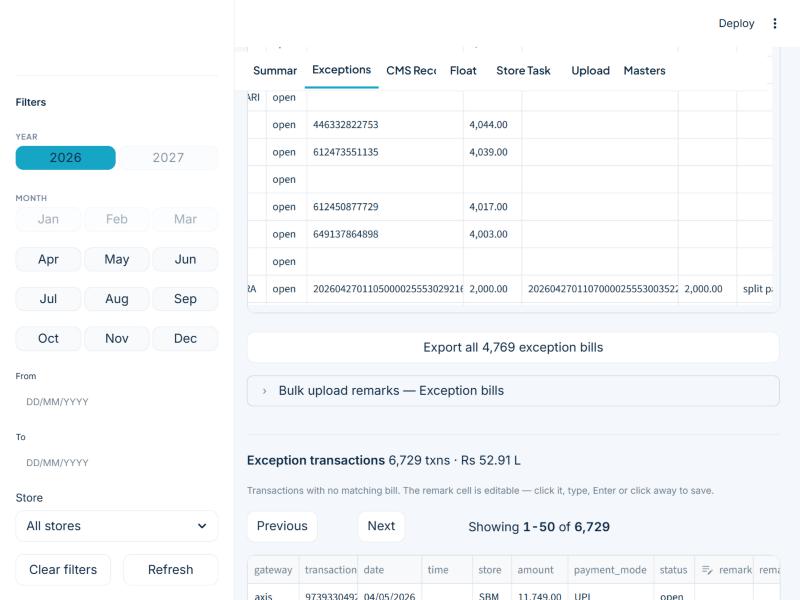 Deploy
Summar Exceptions CMS Rec Float Store Task Upload Masters
Filters
YEAR
2026 2027
MONTH
Jan Feb Mar
Apr May Jun
Jul Aug Sep
Oct Nov Dec
From
DD/MM/YYYY
To
DD/MM/YYYY
Store
All stores
Clear filters Refresh
ARI open
open 446332822753 4,044.00
open 612473551135 4,039.00
open
open 612450877729 4,017.00
open 649137864898 4,003.00
open
RA open 2026042701105000025553029216 2,000.00 2026042701107000025553003522 2,000.00 split pa
Export all 4,769 exception bills
› Bulk upload remarks — Exception bills
Exception transactions 6,729 txns · Rs 52.91 L
Transactions with no matching bill. The remark cell is editable — click it, type, Enter or click away to save.
Previous Next Showing 1-50 of 6,729
gateway transaction date time store amount payment_mode status remark rema
axis 9739330492 04/05/2026 SBM 11,749.00 UPI open